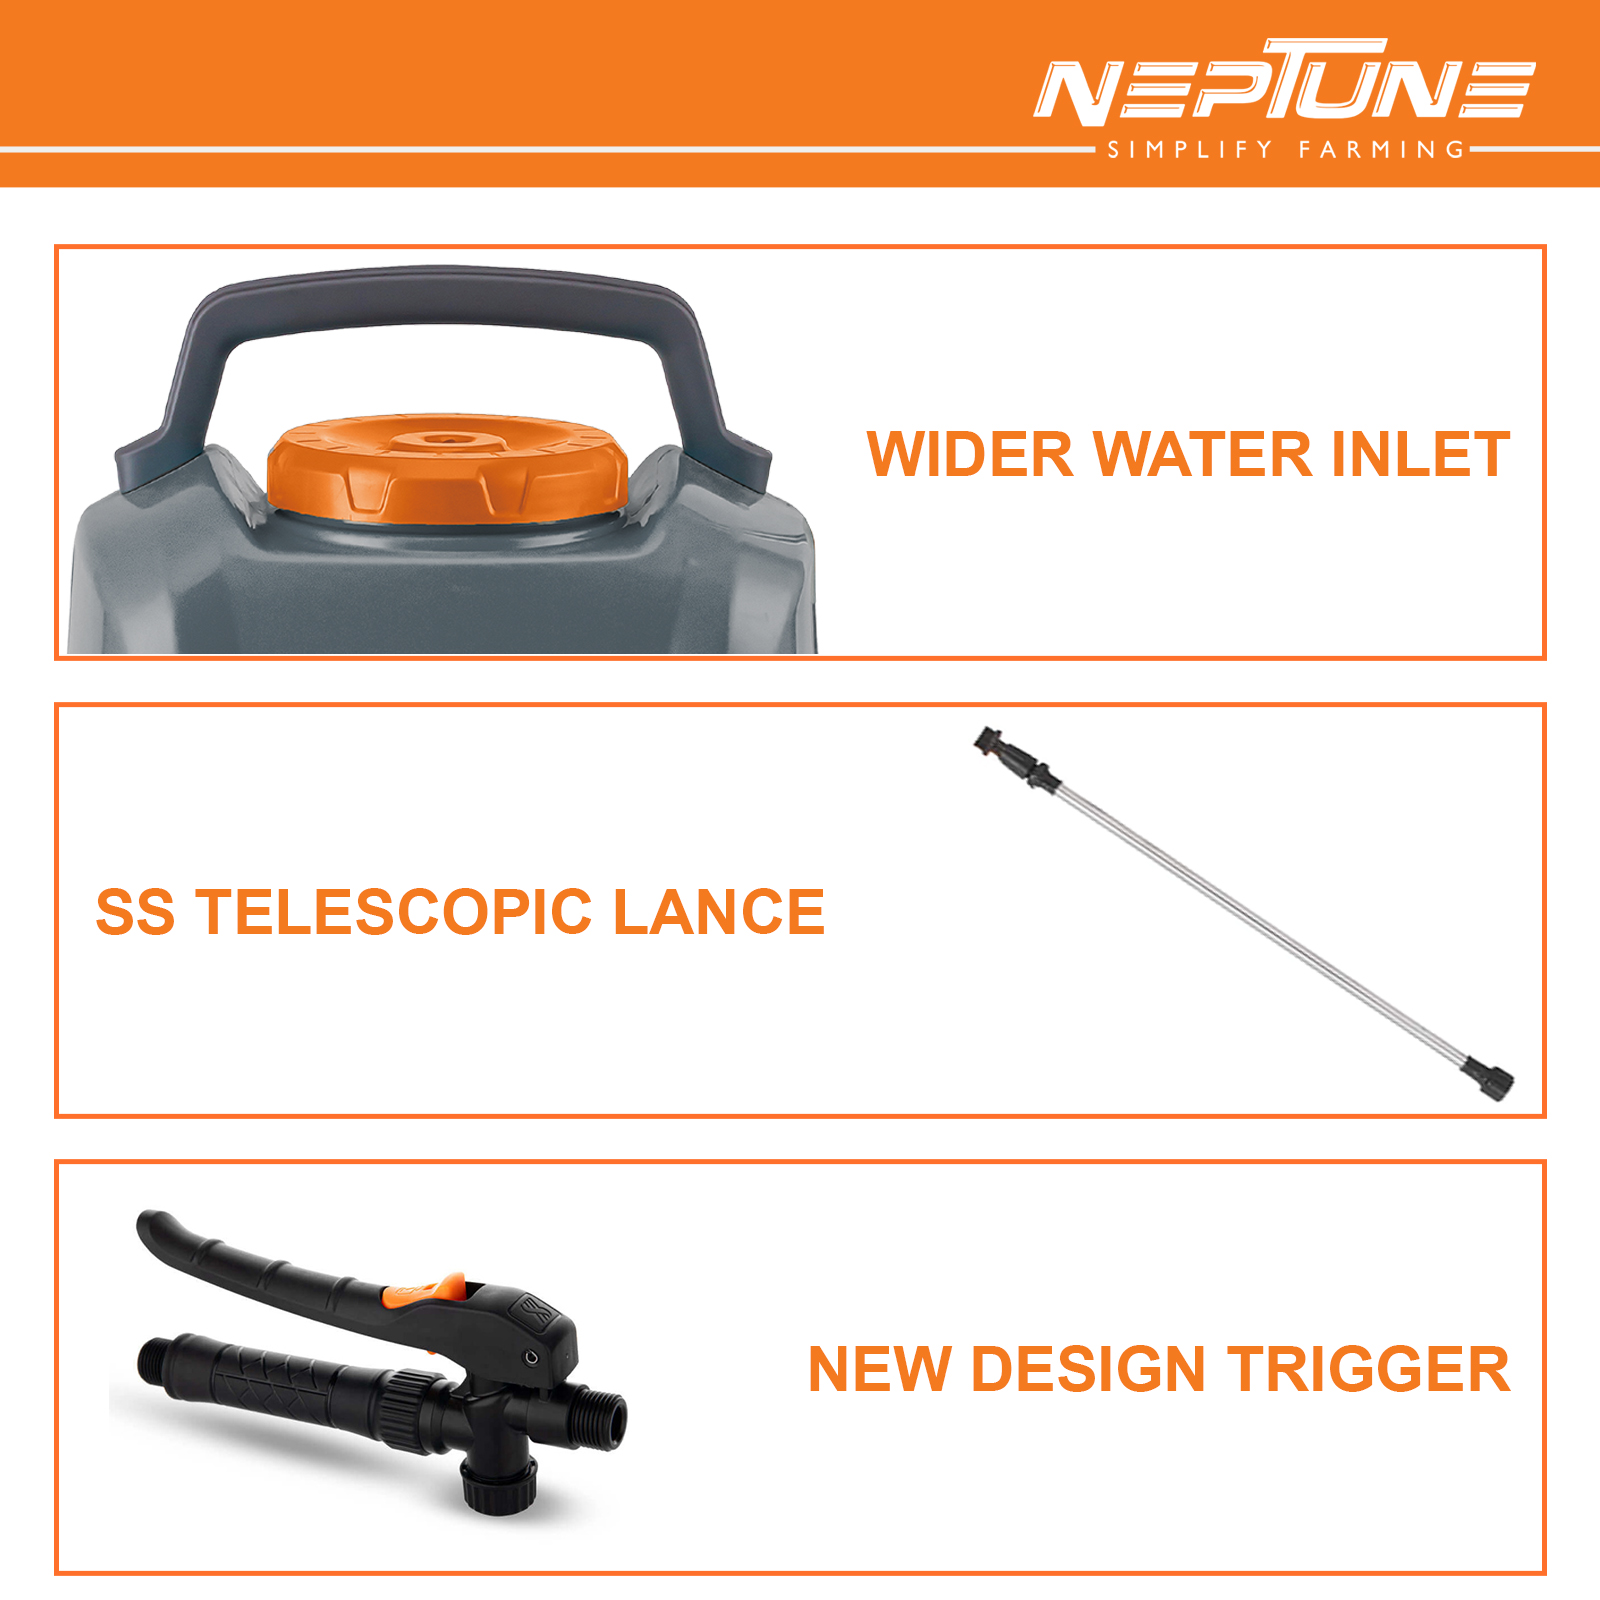 NEPTUNE
SIMPLIFY FARMING
WIDER WATER INLET
SS TELESCOPIC LANCE
NEW DESIGN TRIGGER